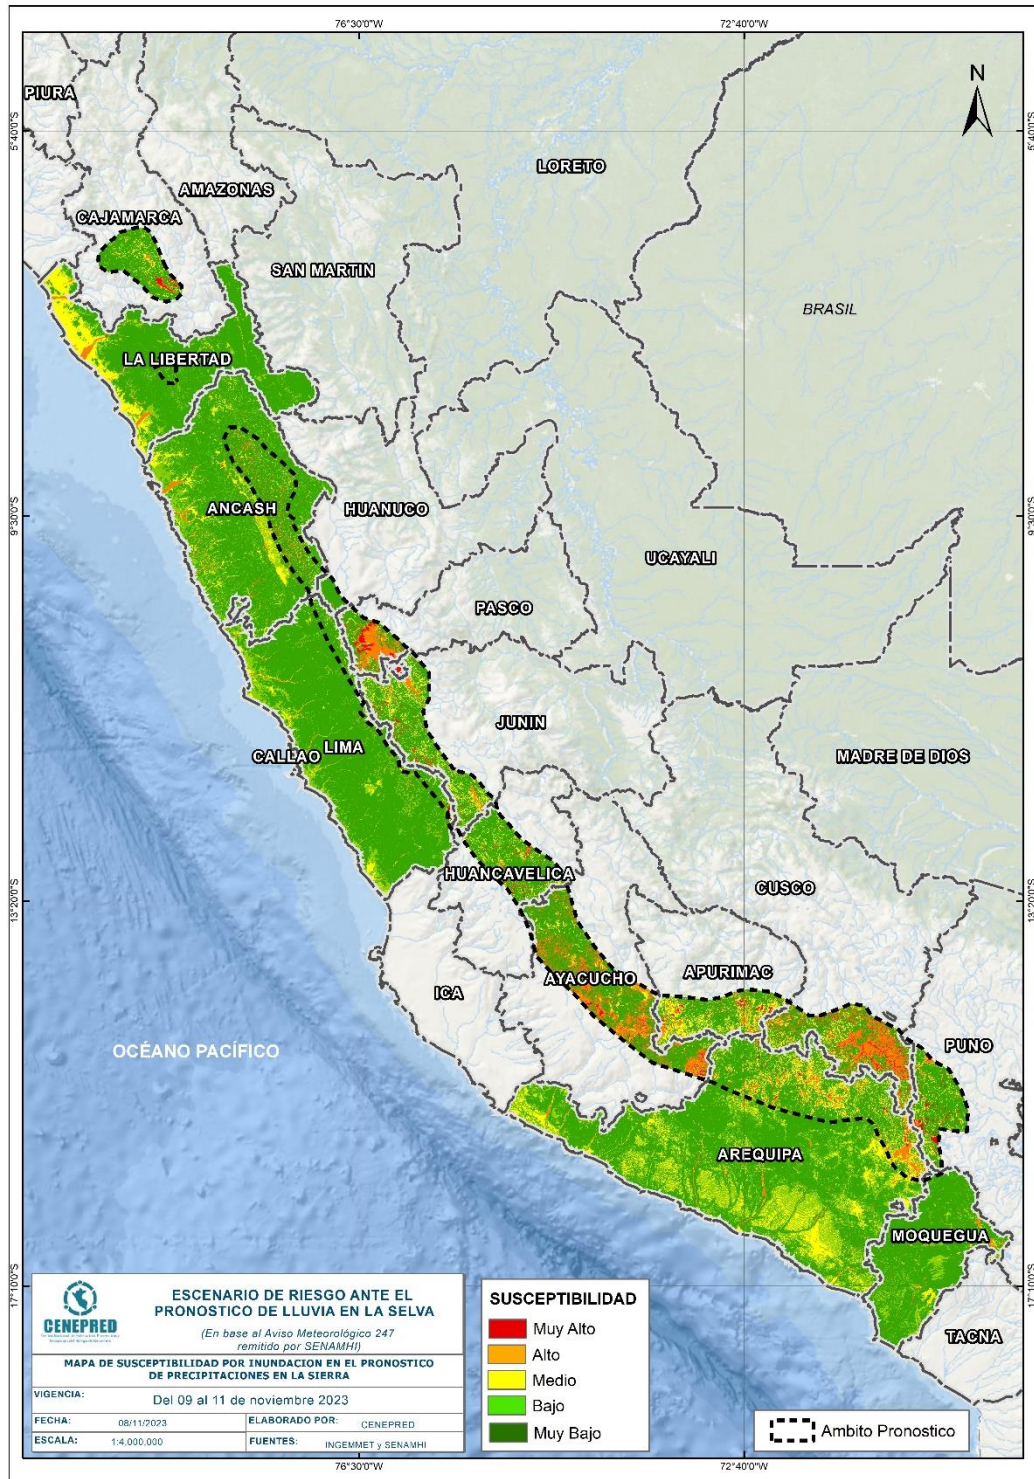 76°30'0"W
72°40'0"W
N
PIURA
5°40'0"S
5°40'0"S
LORETO
AMAZONAS
CAJAMARCA
SAN MARTIN
BRASIL
LA LIBERTAD
ANCASH
HUANUCO
9°30'0"S
9°30'0"S
UCAYALI
PASCO
JUNIN
CALLAO
LIMA
MADRE DE DIOS
HUANCAVELICA
CUSCO
13°20'0"S
13°20'0"S
AYACUCHO
APURIMAC
ICA
OCÉANO PACÍFICO
PUNO
AREQUIPA
MOQUEGUA
17°10'0"S
17°10'0"S
TACNA
CENEPRED
ESCENARIO DE RIESGO ANTE EL
PRONOSTICO DE LLUVIA EN LA SELVA
(En base al Aviso Meteorológico 247
remitido por SENAMHI)
MAPA DE SUSCEPTIBILIDAD POR INUNDACION EN EL PRONOSTICO
DE PRECIPITACIONES EN LA SIERRA
VIGENCIA:
Del 09 al 11 de noviembre 2023
FECHA: 08/11/2023 ELABORADO POR: CENEPRED
ESCALA: 1:4,000,000 FUENTES: INGEMMET y SENAMHI
SUSCEPTIBILIDAD
Muy Alto
Alto
Medio
Bajo
Muy Bajo
Ambito Pronostico
76°30'0"W
72°40'0"W